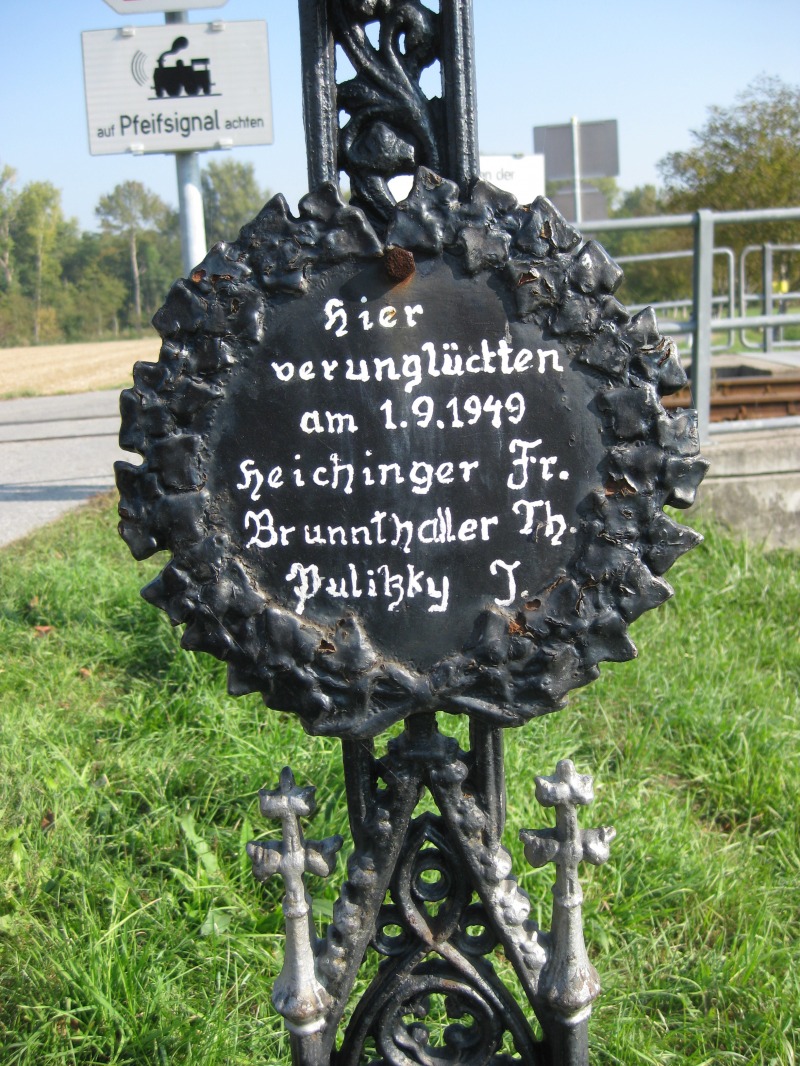 auf Pfeifsignal achten
Hier
verunglückten
am 1.9.1949
Heichinger Fr.
Brunnthaller Th.
Pulitzky J.